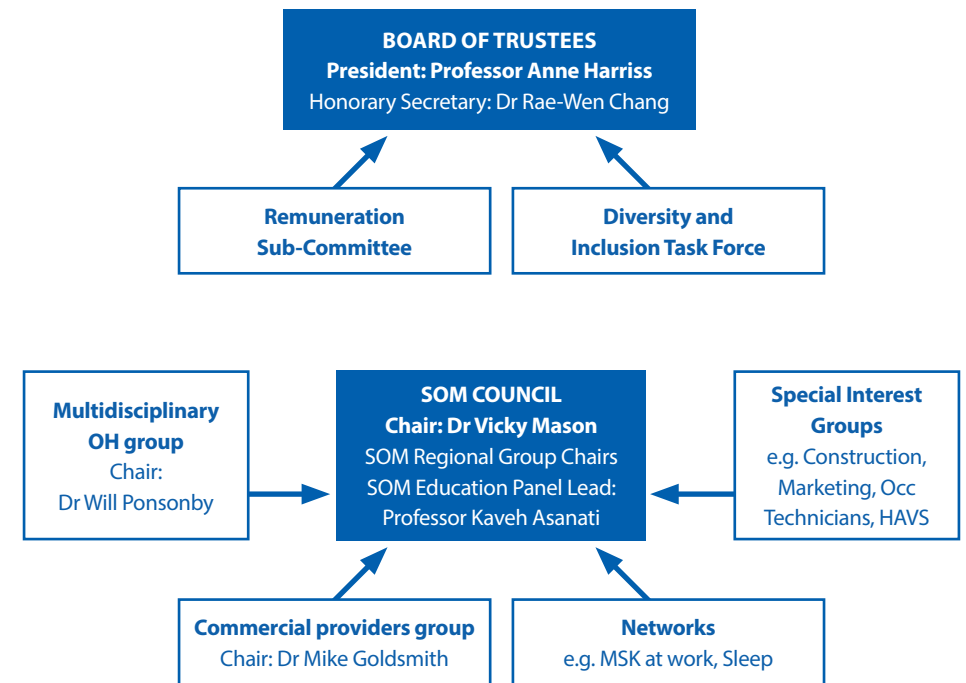 BOARD OF TRUSTEES
President: Professor Anne Harriss
Honorary Secretary: Dr Rae-Wen Chang
Remuneration
Sub-Committee
Diversity and
Inclusion Task Force
Multidisciplinary
OH group
Chair:
Dr Will Ponsonby
SOM COUNCIL
Chair: Dr Vicky Mason
SOM Regional Group Chairs
SOM Education Panel Lead:
Professor Kaveh Asanati
Special Interest
Groups
e.g. Construction,
Marketing, Occ
Technicians, HAVS
Commercial providers group
Chair: Dr Mike Goldsmith
Networks
e.g. MSK at work, Sleep